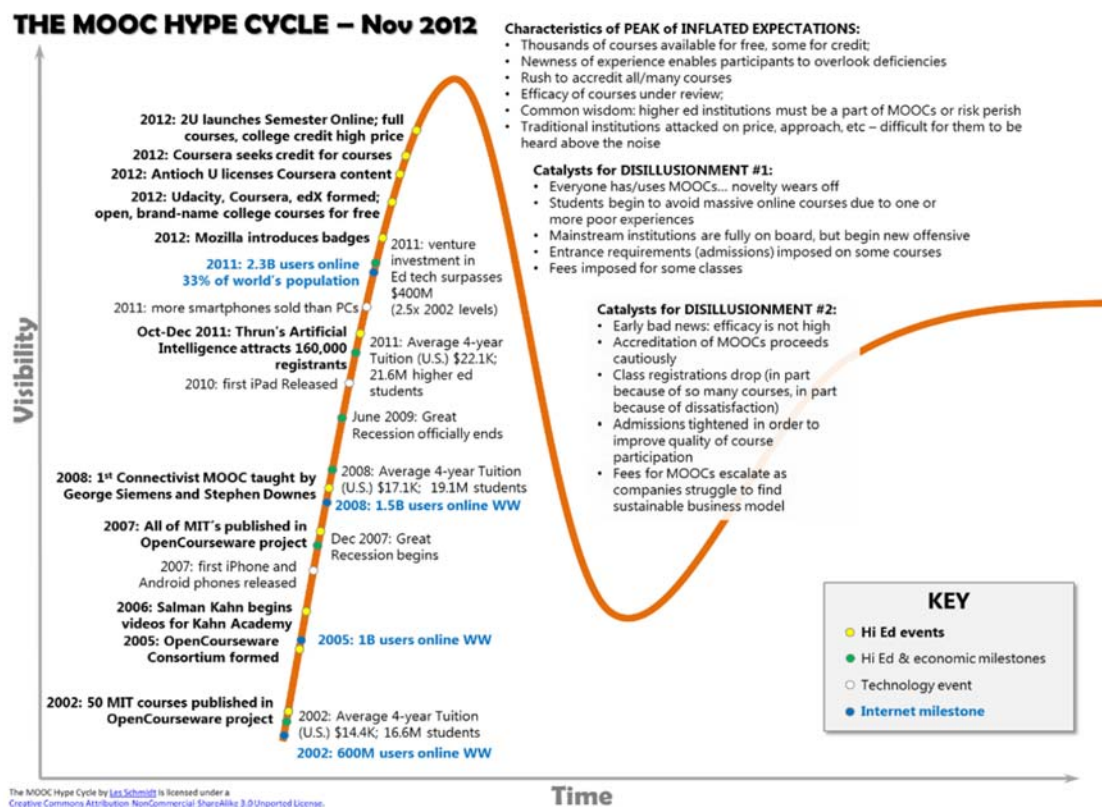 THE MOOC HYPE CYCLE – Nov 2012
Characteristics of PEAK of INFLATED EXPECTATIONS:
• Thousands of courses available for free, some for credit;
• Newness of experience enables participants to overlook deficiencies
• Rush to accredit all/many courses
• Efficacy of courses under review;
• Common wisdom: higher ed institutions must be a part of MOOCs or risk perish
• Traditional institutions attacked on price, approach, etc – difficult for them to be
heard above the noise
Catalysts for DISILLUSIONMENT #1:
• Everyone has/uses MOOCs... novelty wears off
• Students begin to avoid massive online courses due to one or
more poor experiences
• Mainstream institutions are fully on board, but begin new offensive
• Entrance requirements (admissions) imposed on some courses
• Fees imposed for some classes
Catalysts for DISILLUSIONMENT #2:
• Early bad news: efficacy is not high
• Accreditation of MOOCs proceeds
cautiously
• Class registrations drop (in part
because of so many courses, in part
because of dissatisfaction)
• Admissions tightened in order to
improve quality of course
participation
• Fees for MOOCs escalate as
companies struggle to find
sustainable business model
2012: 2U launches Semester Online; full
courses, college credit high price
2012: Coursera seeks credit for courses
2012: Antioch U licenses Coursera content
2012: Udacity, Coursera, edX formed;
open, brand-name college courses for free
2012: Mozilla introduces badges
2011: venture
investment in
Ed tech surpasses
$400M
(2.5x 2002 levels)
2011: 2.3B users online
33% of world's population
2011: more smartphones sold than PCs
Oct-Dec 2011: Thrun's Artificial
Intelligence attracts 160,000
registrants
2011: Average 4-year
Tuition (U.S.) $22.1K;
21.6M higher ed
students
2010: first iPad Released
June 2009: Great
Recession officially ends
2008: Average 4-year Tuition
(U.S.) $17.1K; 19.1M students
2008: 1st Connectivist MOOC taught by
George Siemens and Stephen Downes
2008: 1.5B users online WW
2007: All of MIT's published in
OpenCourseware project
Dec 2007: Great
Recession begins
2007: first iPhone and
Android phones released
2006: Salman Kahn begins
videos for Kahn Academy
2005: OpenCourseware
Consortium formed
2005: 1B users online WW
2002: 50 MIT courses published in
OpenCourseware project
2002: Average 4-year Tuition
(U.S.) $14.4K; 16.6M students
2002: 600M users online WW
Visibility
Time
KEY
Hi Ed events
Hi Ed & economic milestones
Technology event
Internet milestone
The MOOC Hype Cycle by Les Schmidt is licensed under a
Creative Commons Attribution-NonCommercial-ShareAlike 3.0 Unported License.